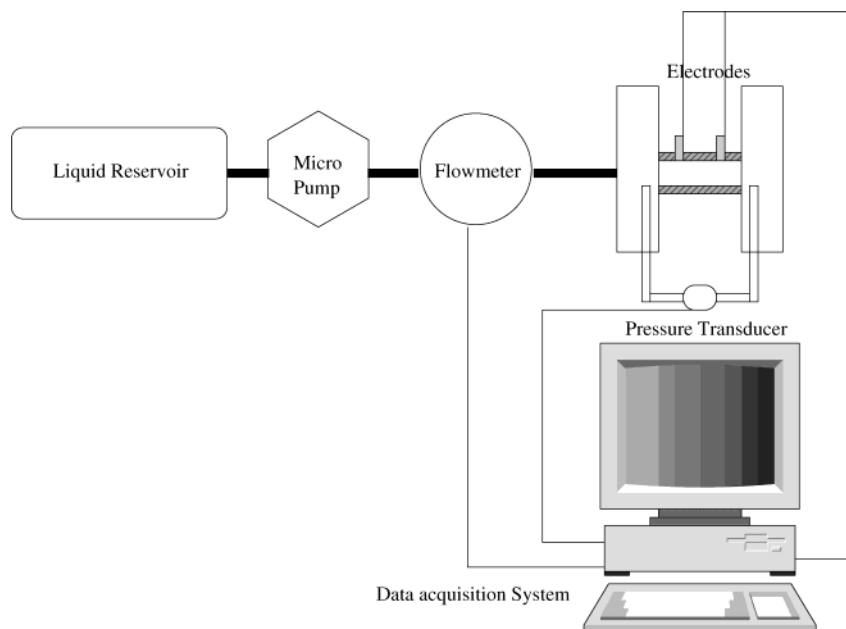 Electrodes
Liquid Reservoir
Micro
Pump
Flowmeter
Pressure Transducer
Data acquisition System